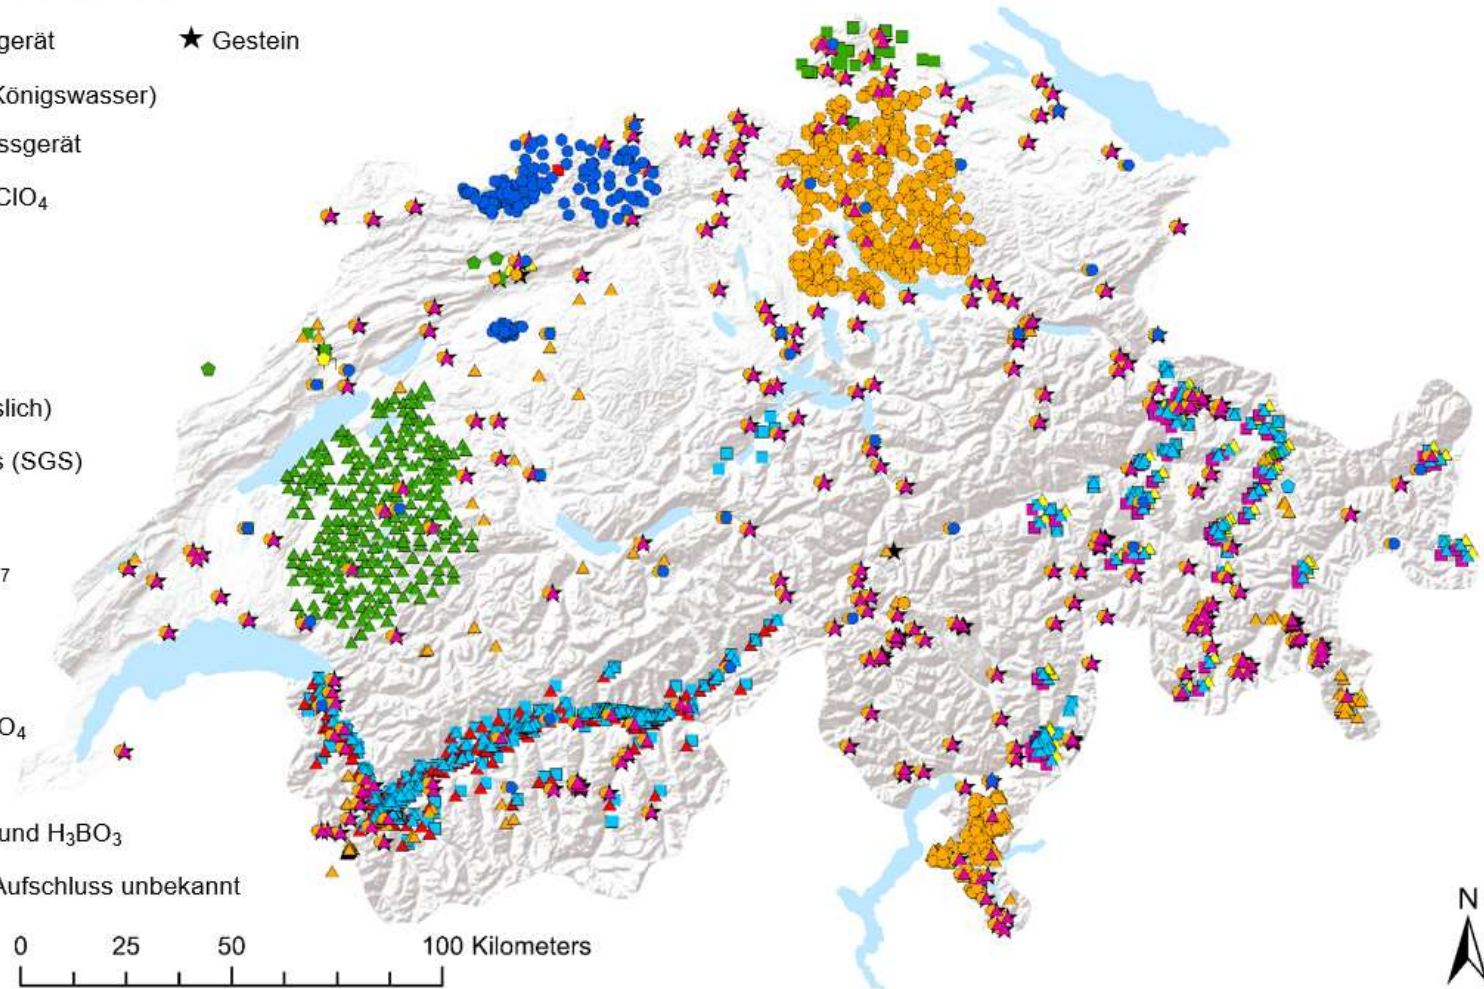 gerät
Gestein
Königswasser)
ssgerät
ClO₄
slich)
s (SGS)
7
O₄
und H₃BO₃
Aufschluss unbekannt
0 25 50 100 Kilometers
N